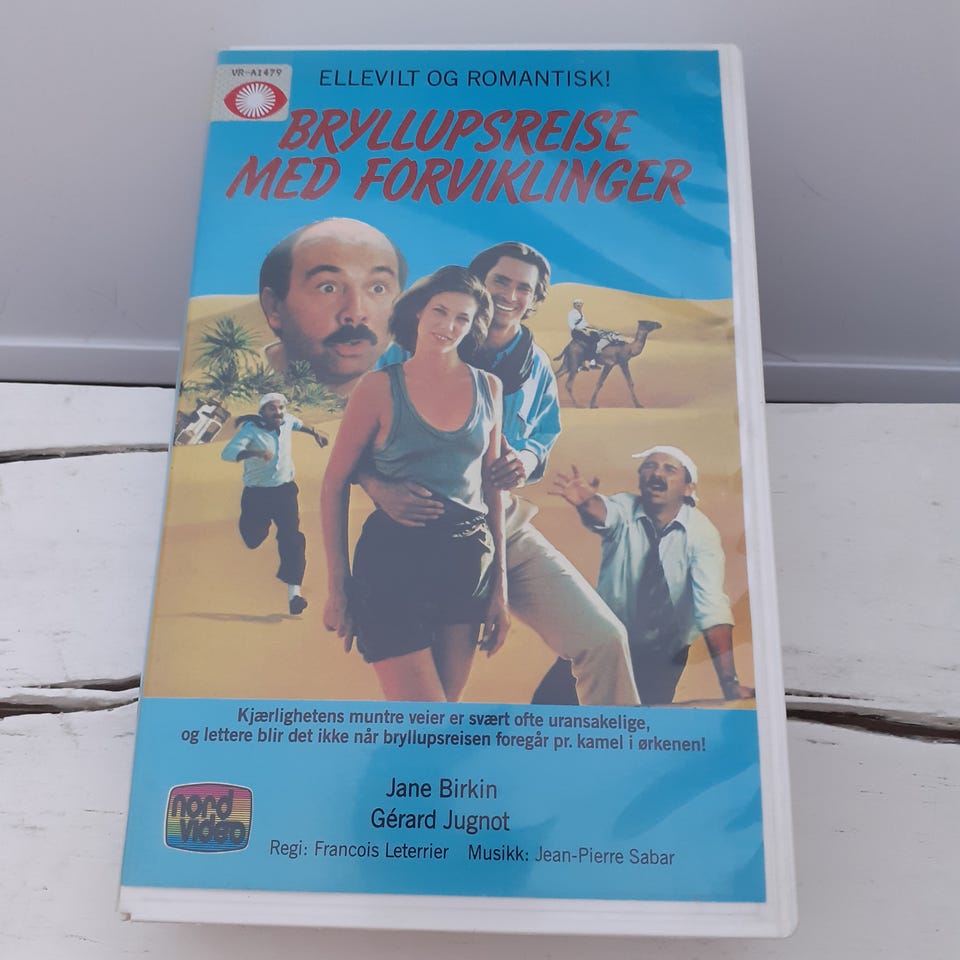 VR-A1479
ELLEVILT OG ROMANTISK!
BRYLLUPSREISE
MED FORVIKLINGER
Kjærlighetens muntre veier er svært ofte uransakelige,
og lettere blir det ikke når bryllupsreisen foregår pr. kamel i ørkenen!
Jane Birkin
Gérard Jugnot
nord
video
Regi: Francois Leterrier Musikk: Jean-Pierre Sabar